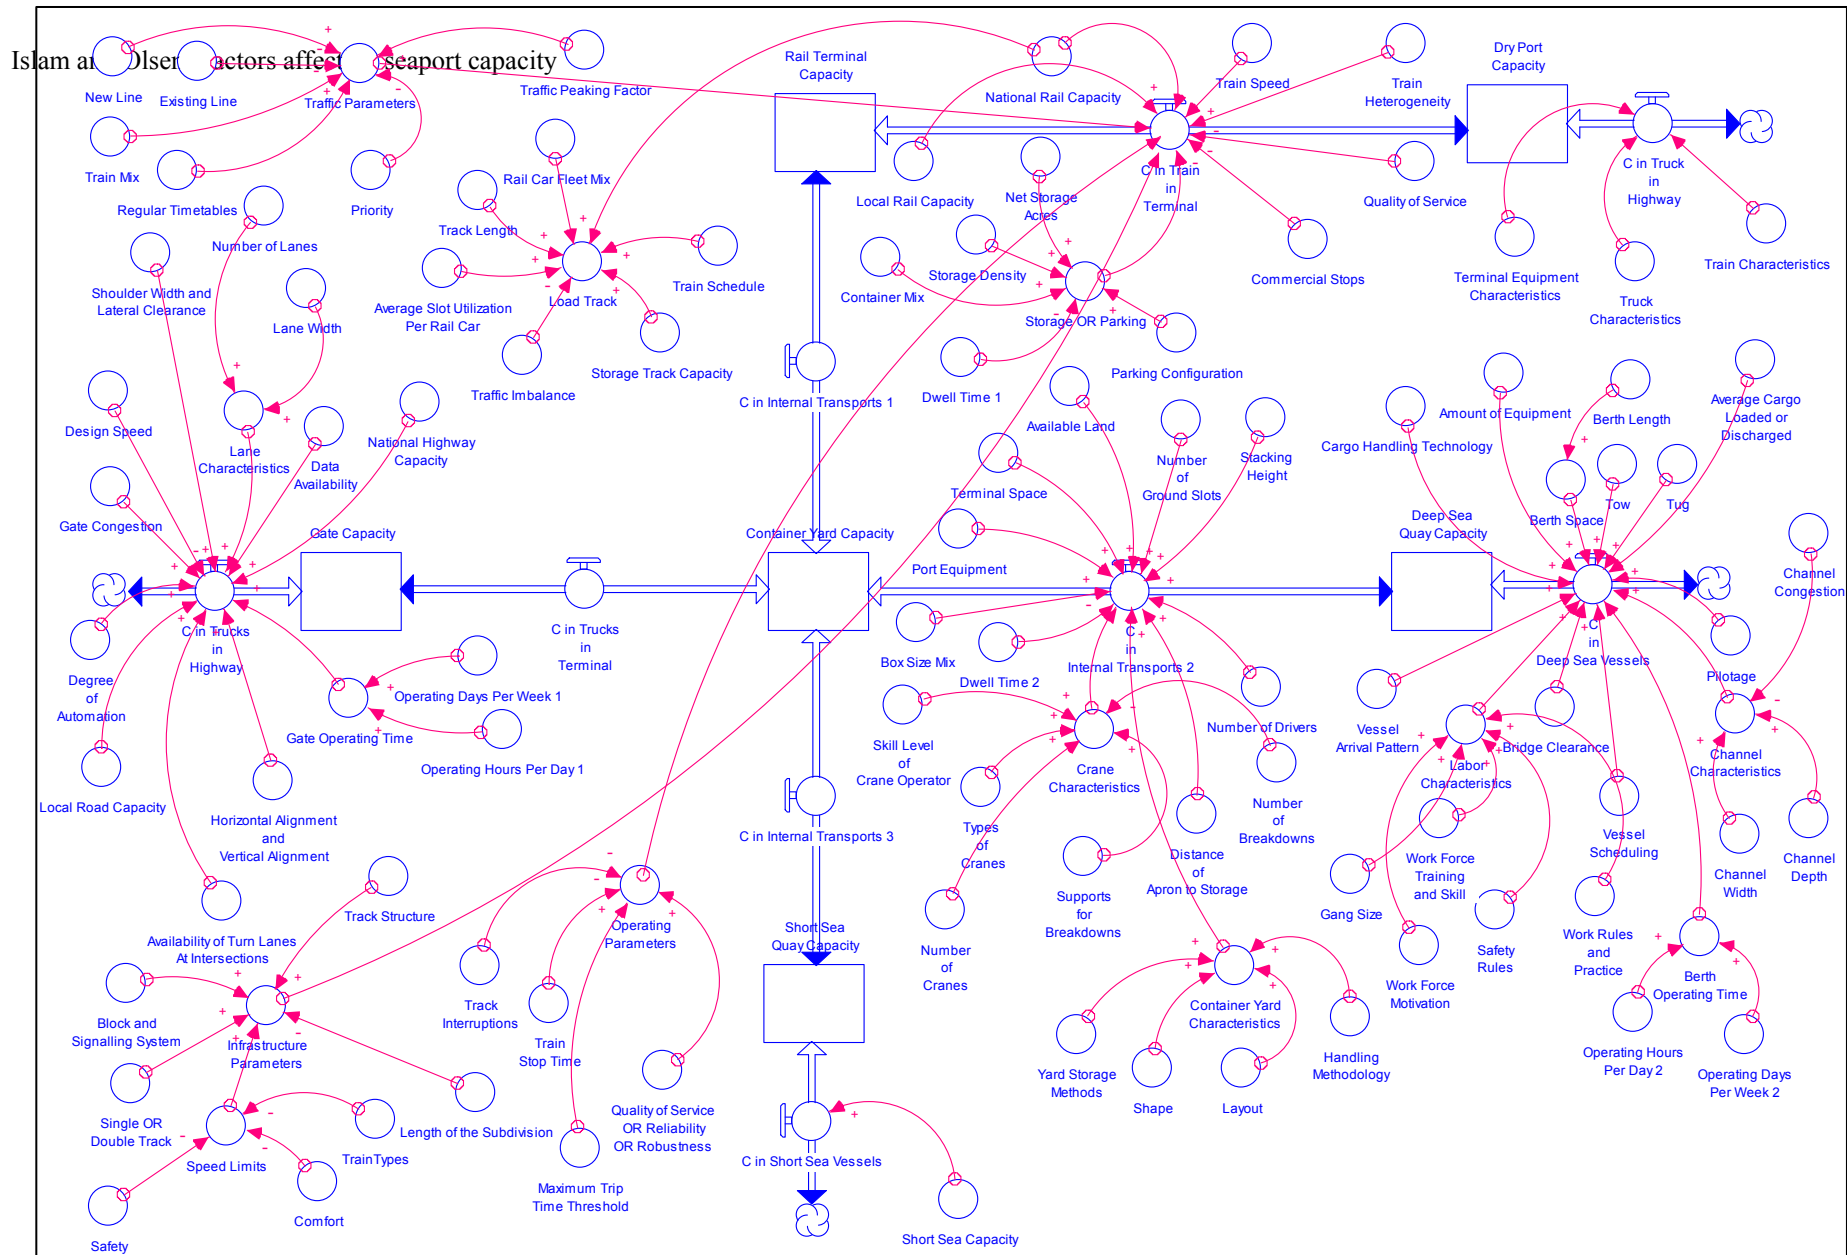 Islam an Olsen actors affect seaport capacity
New Line
Existing Line
Traffic Parameters
Traffic Peaking Factor
Train Mix
Regular Timetables
Priority
Rail Terminal
Capacity
National Rail Capacity
Train Speed
Train
Heterogeneity
Dry Port
Capacity
Local Rail Capacity
Net Storage
Acres
C in Train
in
Terminal
Quality of Service
C in Truck
in
Highway
Commercial Stops
Terminal Equipment
Characteristics
Truck
Characteristics
Train Characteristics
Number of Lanes
Shoulder Width and
Lateral Clearance
Lane Width
Rail Car Fleet Mix
Track Length
Average Slot Utilization
Per Rail Car
Load Track
Train Schedule
Traffic Imbalance
Storage Track Capacity
Container Mix
Storage Density
Storage OR Parking
Dwell Time 1
Parking Configuration
C in Internal Transports 1
Design Speed
Lane
Characteristics
Data
Availability
National Highway
Capacity
Gate Congestion
Gate Capacity
Container Yard Capacity
Available Land
Terminal Space
Number
of
Ground Slots
Stacking
Height
Port Equipment
Cargo Handling Technology
Amount of Equipment
Berth Length
Average Cargo
Loaded or
Discharged
Berth Space
Tow
Tug
Deep Sea
Quay Capacity
Channel
Congestion
C in Trucks
in
Highway
C in Trucks
in
Terminal
Degree
of
Automation
Operating Days Per Week 1
Gate Operating Time
Operating Hours Per Day 1
Local Road Capacity
Horizontal Alignment
and
Vertical Alignment
Availability of Turn Lanes
At Intersections
Box Size Mix
Dwell Time 2
C
in
Internal Transports 2
Number of Drivers
Skill Level
of
Crane Operator
Crane
Characteristics
Types
of
Cranes
Number
of
Breakdowns
Distance
of
Apron to Storage
Supports
for
Breakdowns
Number
of
Cranes
C
in
Deep Sea Vessels
Pilotage
Vessel
Arrival Pattern
Bridge Clearance
Labor
Characteristics
Channel
Characteristics
Vessel
Scheduling
Work Force
Training
and Skill
Gang Size
Work Force
Motivation
Safety
Rules
Work Rules
and
Practice
Channel
Width
Channel
Depth
Berth
Operating Time
Operating Hours
Per Day 2
Operating Days
Per Week 2
C in Internal Transports 3
Track Structure
Operating
Parameters
Short Sea
Quay Capacity
Block and
Signalling System
Infrastructure
Parameters
Track
Interruptions
Train
Stop Time
Quality of Service
OR Reliability
OR Robustness
Maximum Trip
Time Threshold
Single OR
Double Track
Speed Limits
Train Types
Length of the Subdivision
Safety
Comfort
Container Yard
Characteristics
Yard Storage
Methods
Shape
Layout
Handling
Methodology
C in Short Sea Vessels
Short Sea Capacity